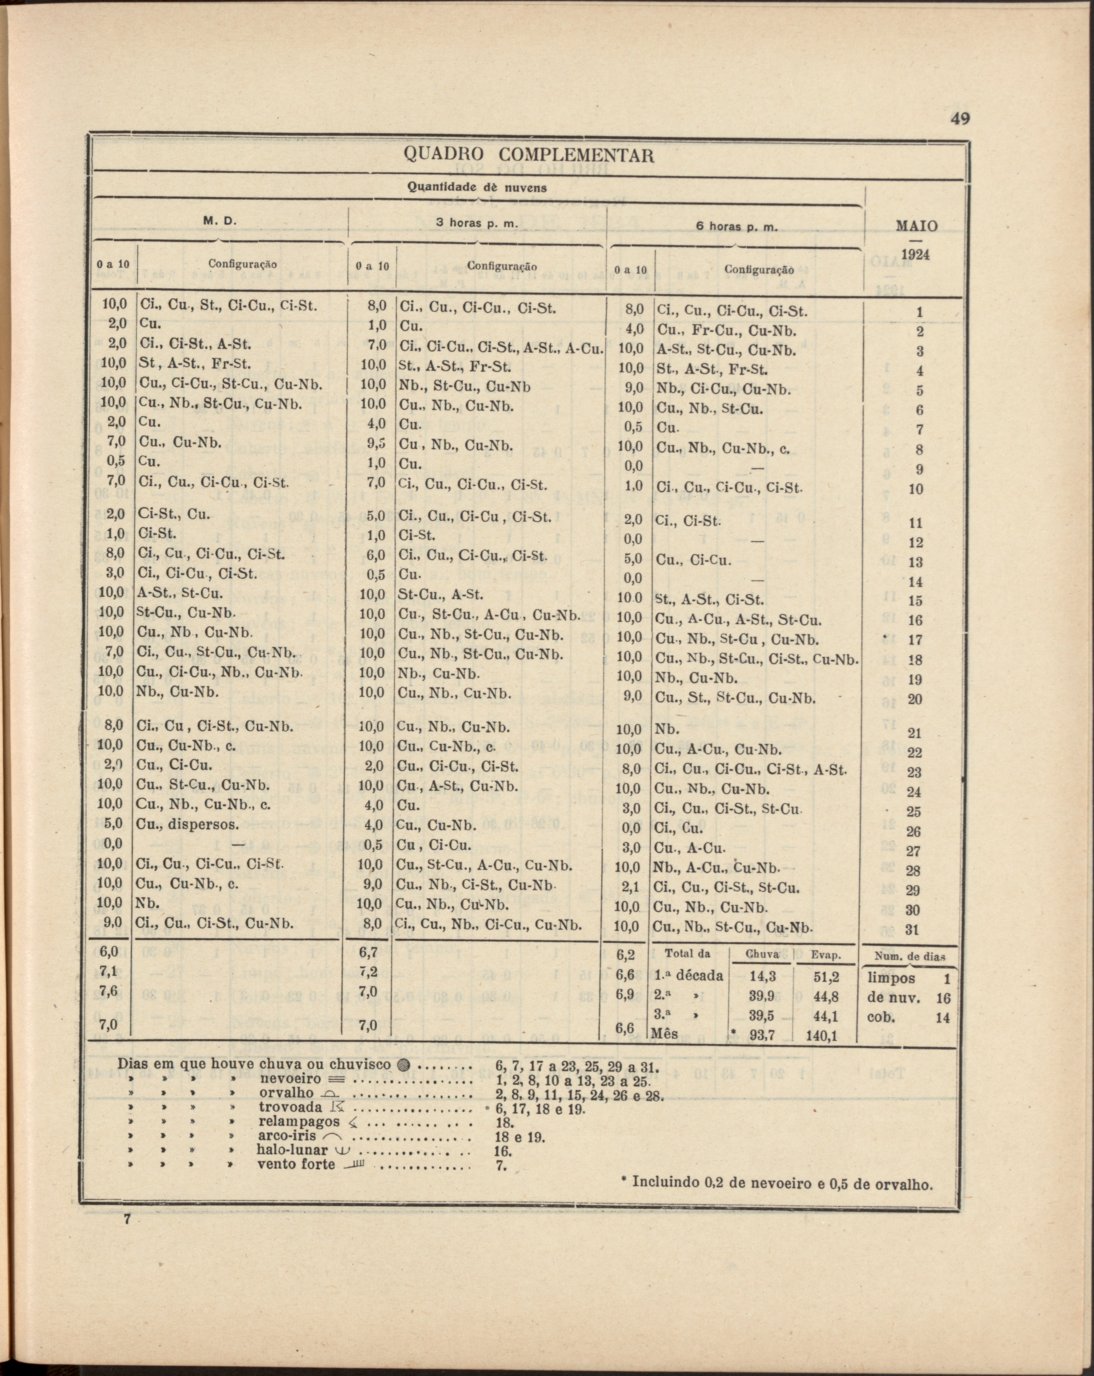 49
QUADRO COMPLEMENTAR
Quantidade de nuvens
M. D. 3 horas p. m. 6 horas p. m. MAIO
—
1924
0 a 10 Configuração 0 a 10 Configuração 0 a 10 Configuração
10,0 Ci., Cu., St., Ci-Cu., Ci-St. 8,0 Ci., Cu., Ci-Cu., Ci-St. 8,0 Ci., Cu., Ci-Cu., Ci-St. 1
2,0 Cu. 1,0 Cu. 4,0 Cu., Fr-Cu., Cu-Nb. 2
2,0 Ci., Ci-St., A-St. 7,0 Ci., Ci-Cu., Ci-St., A-St., A-Cu. 10,0 A-St., St-Cu., Cu-Nb. 3
10,0 St, A-St., Fr-St. 10,0 St., A-St., Fr-St. 10,0 St., A-St., Fr-St. 4
10,0 Cu., Ci-Cu., St-Cu., Cu-Nb. 10,0 Nb., St-Cu., Cu-Nb 9,0 Nb., Ci-Cu., Cu-Nb. 5
10,0 Cu., Nb., St-Cu., Cu-Nb. 10,0 Cu., Nb., Cu-Nb. 10,0 Cu., Nb., St-Cu. 6
2,0 Cu. 4,0 Cu. 0,5 Cu. 7
7,0 Cu., Cu-Nb. 9,5 Cu, Nb., Cu-Nb. 10,0 Cu., Nb., Cu-Nb., c. 8
0,5 Cu. 1,0 Cu. 0,0 — 9
7,0 Ci., Cu., Ci-Cu., Ci-St. 7,0 Ci., Cu., Ci-Cu., Ci-St. 1,0 Ci., Cu., Ci-Cu., Ci-St. 10
2,0 Ci-St., Cu. 5,0 Ci., Cu., Ci-Cu, Ci-St. 2,0 Ci., Ci-St. 11
1,0 Ci-St. 1,0 Ci-St. 0,0 — 12
8,0 Ci., Cu., Ci-Cu., Ci-St. 6,0 Ci., Cu., Ci-Cu., Ci-St. 5,0 Cu., Ci-Cu. 13
3,0 Ci., Ci-Cu., Ci-St. 0,5 Cu. 0,0 — 14
10,0 A-St., St-Cu. 10,0 St-Cu., A-St. 10 0 St., A-St., Ci-St. 15
10,0 St-Cu., Cu-Nb. 10,0 Cu., St-Cu., A-Cu, Cu-Nb. 10,0 Cu., A-Cu., A-St., St-Cu. 16
10,0 Cu., Nb, Cu-Nb. 10,0 Cu., Nb., St-Cu., Cu-Nb. 10,0 Cu., Nb., St-Cu, Cu-Nb. 17
7,0 Ci., Cu., St-Cu., Cu-Nb. 10,0 Cu., Nb., St-Cu., Cu-Nb. 10,0 Cu., Nb., St-Cu., Ci-St., Cu-Nb. 18
10,0 Cu., Ci-Cu., Nb., Cu-Nb. 10,0 Nb., Cu-Nb. 10,0 Nb., Cu-Nb. 19
10,0 Nb., Cu-Nb. 10,0 Cu., Nb., Cu-Nb. 9,0 Cu., St., St-Cu., Cu-Nb. 20
8,0 Ci., Cu, Ci-St., Cu-Nb. 10,0 Cu., Nb., Cu-Nb. 10,0 Nb. 21
10,0 Cu., Cu-Nb., c. 10,0 Cu., Cu-Nb., c. 10,0 Cu., A-Cu., Cu-Nb. 22
2,0 Cu., Ci-Cu. 2,0 Cu., Ci-Cu., Ci-St. 8,0 Ci., Cu., Ci-Cu., Ci-St., A-St. 23
10,0 Cu., St-Cu., Cu-Nb. 10,0 Cu., A-St., Cu-Nb. 10,0 Cu., Nb., Cu-Nb. 24
10,0 Cu., Nb., Cu-Nb., c. 4,0 Cu. 3,0 Ci., Cu., Ci-St., St-Cu. 25
5,0 Cu., dispersos. 4,0 Cu., Cu-Nb. 0,0 Ci., Cu. 26
0,0 — 0,5 Cu, Ci-Cu. 3,0 Cu., A-Cu. 27
10,0 Ci., Cu., Ci-Cu., Ci-St. 10,0 Cu., St-Cu., A-Cu., Cu-Nb. 10,0 Nb., A-Cu., Cu-Nb. 28
10,0 Cu., Cu-Nb., c. 9,0 Cu., Nb., Ci-St., Cu-Nb. 2,1 Ci., Cu., Ci-St., St-Cu. 29
10,0 Nb. 10,0 Cu., Nb., Cu-Nb. 10,0 Cu., Nb., Cu-Nb. 30
9,0 Ci., Cu., Ci-St., Cu-Nb. 8,0 Ci., Cu., Nb., Ci-Cu., Cu-Nb. 10,0 Cu., Nb., St-Cu., Cu-Nb. 31
6,0 6,7 6,2 Total da Chuva Evap. Num. de dias
7,1 7,2 6,6 1.ª década 14,3 51,2 limpos 1
7,6 7,0 6,9 2.ª » 39,9 44,8 de nuv. 16
3.ª » 39,5 44,1 cob. 14
7,0 7,0 6,6 Mês * 93,7 140,1
Dias em que houve chuva ou chuvisco ........ 6, 7, 17 a 23, 25, 29 a 31.
» » » » nevoeiro ................ 1, 2, 8, 10 a 13, 23 a 25.
» » » » orvalho ................ 2, 8, 9, 11, 15, 24, 26 e 28.
» » » » trovoada ................ 6, 17, 18 e 19.
» » » » relampagos ................ 18.
» » » » arco-iris ................ 18 e 19.
» » » » halo-lunar ................ 16.
» » » » vento forte ............. 7.
* Incluindo 0,2 de nevoeiro e 0,5 de orvalho.
7